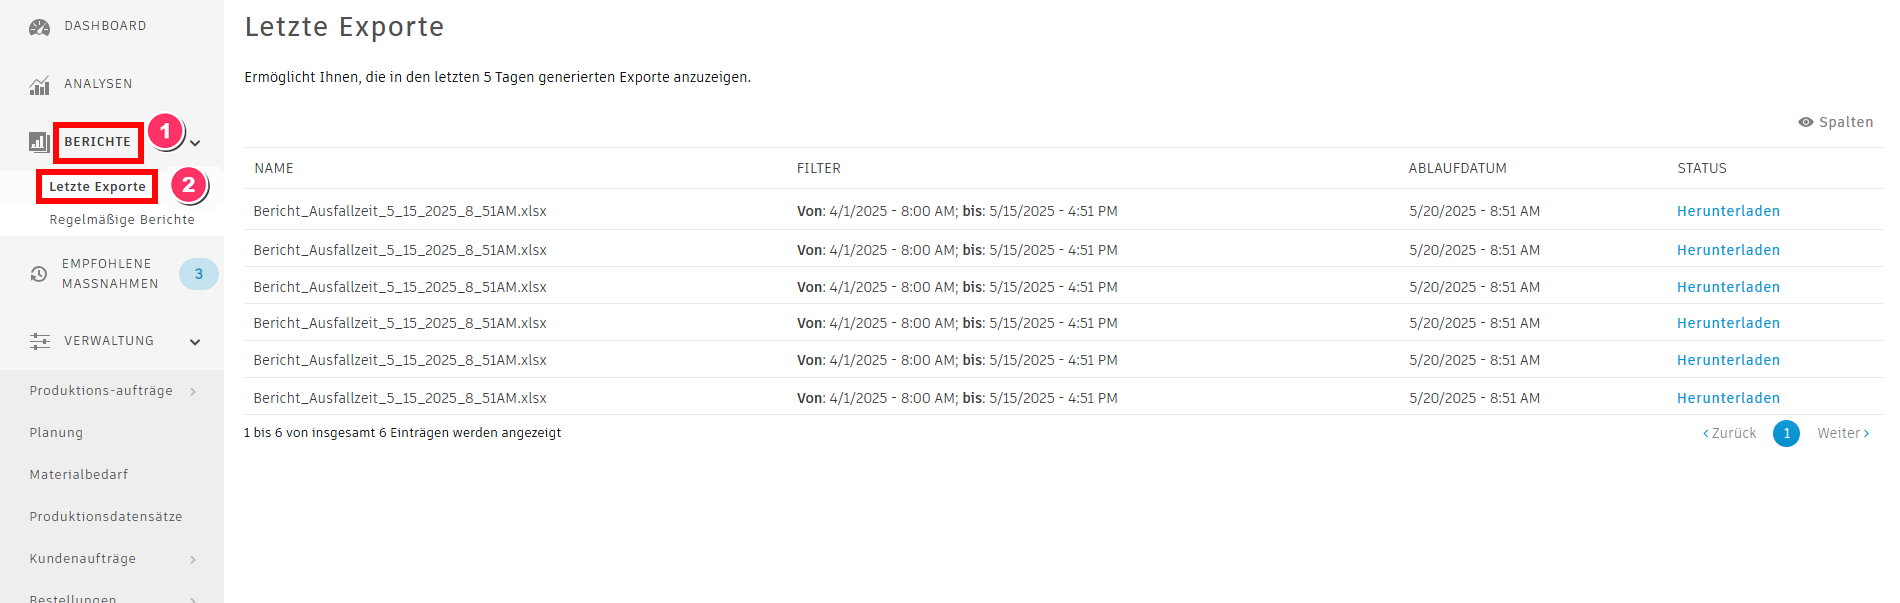 DASHBOARD
ANALYSEN
BERICHTE
1
Letzte Exporte
2
Regelmäßige Berichte
EMPFOHLENE
MASSNAHMEN
3
VERWALTUNG
Produktions-aufträge
Planung
Materialbedarf
Produktionsdatensätze
Kundenaufträge
Bestellungen
Letzte Exporte
Ermöglicht Ihnen, die in den letzten 5 Tagen generierten Exporte anzuzeigen.
Spalten
NAME FILTER ABLAUFDATUM STATUS
Bericht_Ausfallzeit_5_15_2025_8_51AM.xlsx Von: 4/1/2025 - 8:00 AM; bis: 5/15/2025 - 4:51 PM 5/20/2025 - 8:51 AM Herunterladen
Bericht_Ausfallzeit_5_15_2025_8_51AM.xlsx Von: 4/1/2025 - 8:00 AM; bis: 5/15/2025 - 4:51 PM 5/20/2025 - 8:51 AM Herunterladen
Bericht_Ausfallzeit_5_15_2025_8_51AM.xlsx Von: 4/1/2025 - 8:00 AM; bis: 5/15/2025 - 4:51 PM 5/20/2025 - 8:51 AM Herunterladen
Bericht_Ausfallzeit_5_15_2025_8_51AM.xlsx Von: 4/1/2025 - 8:00 AM; bis: 5/15/2025 - 4:51 PM 5/20/2025 - 8:51 AM Herunterladen
Bericht_Ausfallzeit_5_15_2025_8_51AM.xlsx Von: 4/1/2025 - 8:00 AM; bis: 5/15/2025 - 4:51 PM 5/20/2025 - 8:51 AM Herunterladen
Bericht_Ausfallzeit_5_15_2025_8_51AM.xlsx Von: 4/1/2025 - 8:00 AM; bis: 5/15/2025 - 4:51 PM 5/20/2025 - 8:51 AM Herunterladen
1 bis 6 von insgesamt 6 Einträgen werden angezeigt
< Zurück 1 Weiter >